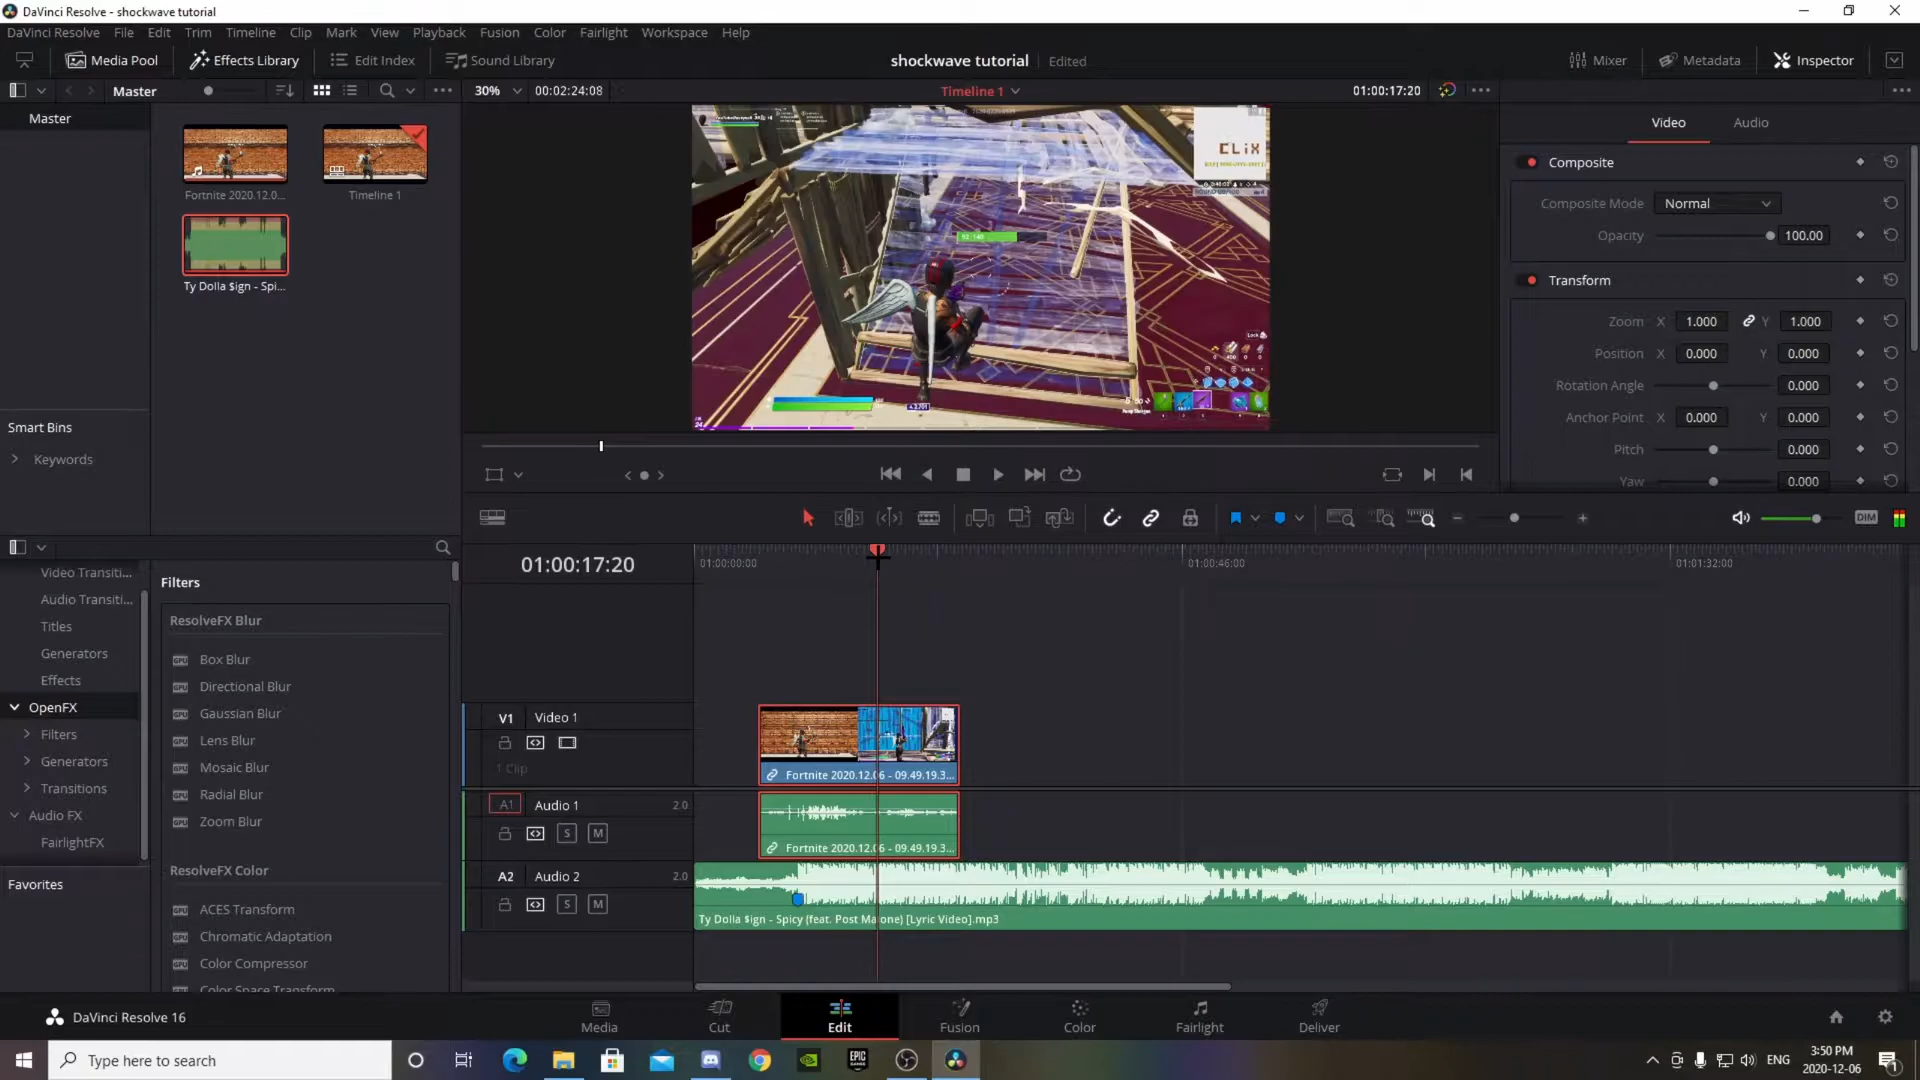 DaVinci Resolve - shockwave tutorial
DaVinci Resolve File Edit Trim Timeline Clip Mark View Playback Fusion Color Fairlight Workspace Help
Media Pool Effects Library Edit Index Sound Library shockwave tutorial Edited Mixer Metadata Inspector
Master 30% 00:02:24:08 Timeline 1 01:00:17:20
Master
Fortnite 2020.12.0...
Timeline 1
Ty Dolla $ign - Spi...
Smart Bins
Keywords
CLiX
92/140
Lock
Video Audio
Composite
Composite Mode Normal
Opacity 100.00
Transform
Zoom X 1.000 Y 1.000
Position X 0.000 Y 0.000
Rotation Angle 0.000
Anchor Point X 0.000 Y 0.000
Pitch 0.000
Yaw 0.000
DIM
Video Transiti...
Audio Transiti...
Titles
Generators
Effects
OpenFX
Filters
Generators
Transitions
Audio FX
FairlightFX
Favorites
Filters
ResolveFX Blur
Box Blur
Directional Blur
Gaussian Blur
Lens Blur
Mosaic Blur
Radial Blur
Zoom Blur
ResolveFX Color
ACES Transform
Chromatic Adaptation
Color Compressor
Color Space Transform
01:00:17:20
01:00:00:00 01:00:46:00 01:01:32:00
V1 Video 1
1 Clip
Fortnite 2020.12.06 - 09.49.19.3...
A1 Audio 1 2.0
S M
Fortnite 2020.12.06 - 09.49.19.3...
A2 Audio 2 2.0
S M
Ty Dolla $ign - Spicy (feat. Post Malone) [Lyric Video].mp3
DaVinci Resolve 16
Media Cut Edit Fusion Color Fairlight Deliver
Type here to search
EPIC GAMES
ENG
3:50 PM
2020-12-06
1